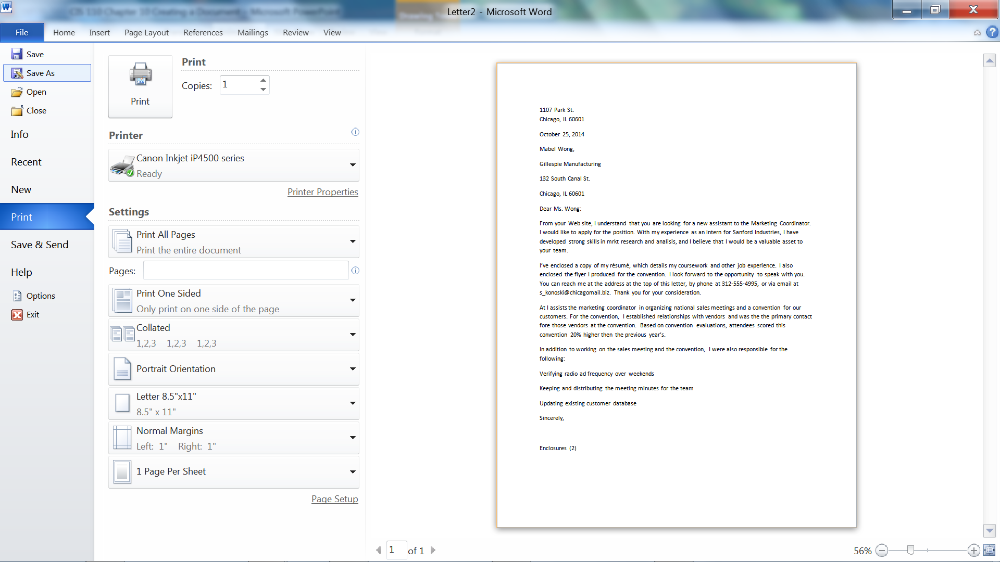 CIS 110 Chapter 10 Creating a Document - Microsoft PowerPoint
Letter2 - Microsoft Word
File Home Insert Page Layout References Mailings Review View
Save
Save As
Open
Close
Info
Recent
New
Print
Save & Send
Help
Options
Exit
Print
Print
Copies: 1
Printer
Canon Inkjet iP4500 series
Ready
Printer Properties
Settings
Print All Pages
Print the entire document
Pages:
Print One Sided
Only print on one side of the page
Collated
1,2,3 1,2,3 1,2,3
Portrait Orientation
Letter 8.5"x11"
8.5" x 11"
Normal Margins
Left: 1" Right: 1"
1 Page Per Sheet
Page Setup
1107 Park St.
Chicago, IL 60601
October 25, 2014
Mabel Wong,
Gillespie Manufacturing
132 South Canal St.
Chicago, IL 60601
Dear Ms. Wong:
From your Web site, I understand that you are looking for a new assistant to the Marketing Coordinator.
I would like to apply for the position. With my experience as an intern for Sanford Industries, I have
developed strong skills in mrkt research and analisis, and I believe that I would be a valuable asset to
your team.
I've enclosed a copy of my résumé, which details my coursework and other job experience. I also
enclosed the flyer I produced for the convention. I look forward to the opportunity to speak with you.
You can reach me at the address at the top of this letter, by phone at 312-555-4995, or via email at
s_konoski@chicagomail.biz. Thank you for your consideration.
At I assists the marketing coordinator in organizing national sales meetings and a convention for our
customers. For the convention, I established relationships with vendors and was the the primary contact
fore those vendors at the convention. Based on convention evaluations, attendees scored this
convention 20% higher then the previous year's.
In addition to working on the sales meeting and the convention, I were also responsible for the
following:
Verifying radio ad frequency over weekends
Keeping and distributing the meeting minutes for the team
Updating existing customer database
Sincerely,
Enclosures (2)
1 of 1
56%